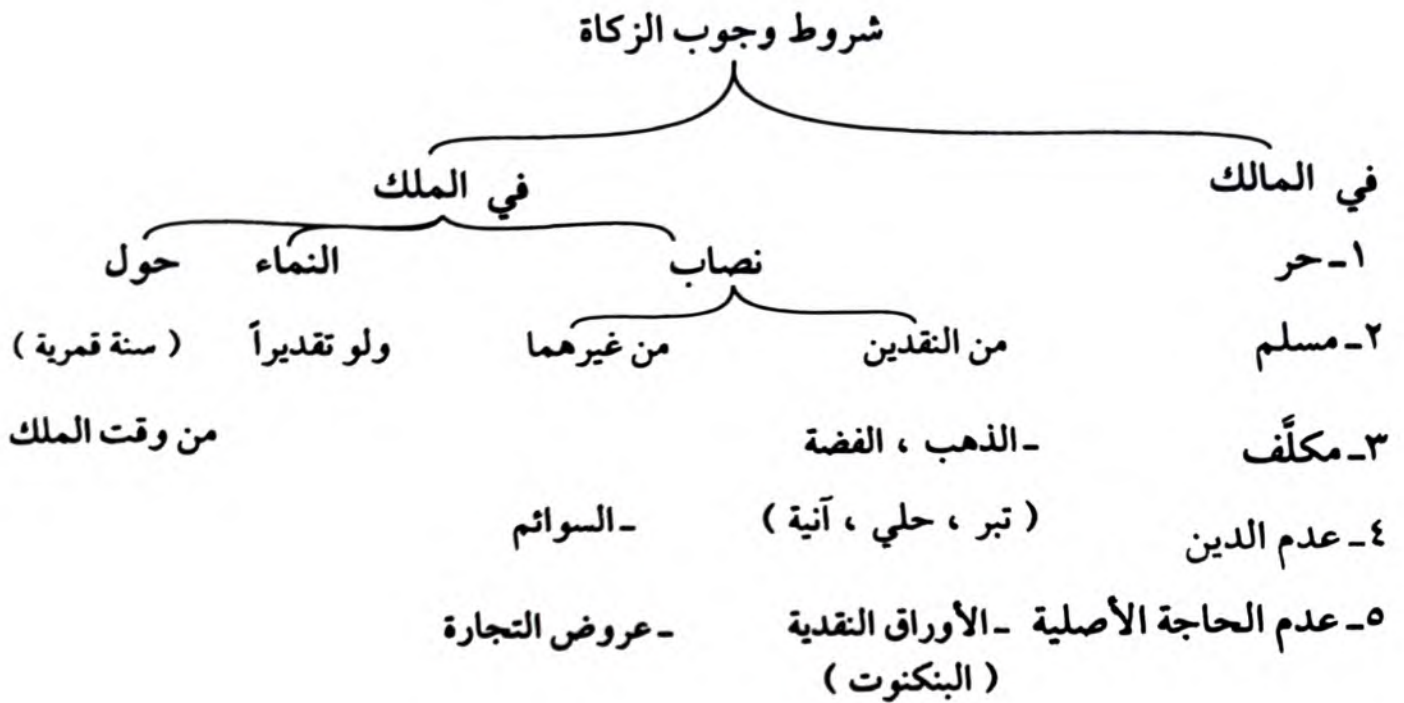 شروط وجوب الزكاة
في المالك
في الملك
١ـ حر
نصاب
النماء
حول
٢ـ مسلم
من النقدين
من غيرهما
ولو تقديراً
( سنة قمرية )
٣ـ مكلَّف
ـ الذهب ، الفضة
من وقت الملك
٤ـ عدم الدين
( تبر ، حلي ، آنية )
ـ السوائم
٥ـ عدم الحاجة الأصلية
ـ الأوراق النقدية
ـ عروض التجارة
( البنكنوت )